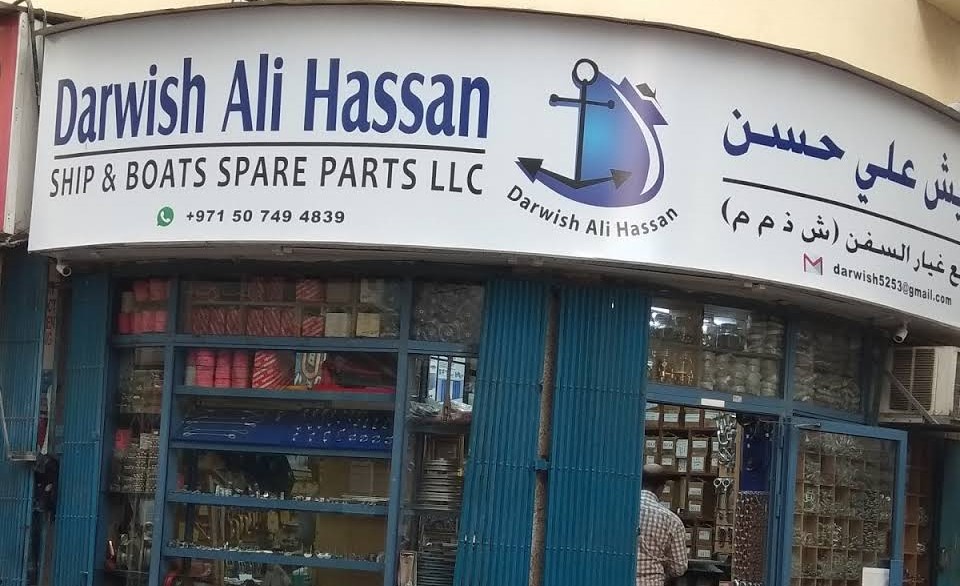 Darwish Ali Hassan
SHIP & BOATS SPARE PARTS LLC
+971 50 749 4839
Darwish Ali Hassan
علي حسن
غيار السفن (ش ذ م م)
darwish5253@gmail.com